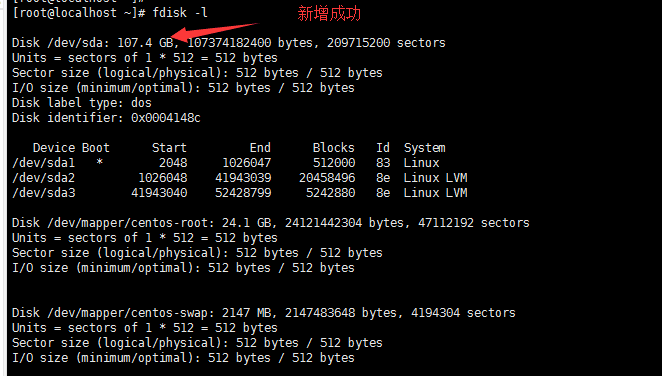 [root@localhost ~]#
[root@localhost ~]# fdisk -l 新增成功
Disk /dev/sda: 107.4 GB, 107374182400 bytes, 209715200 sectors
Units = sectors of 1 * 512 = 512 bytes
Sector size (logical/physical): 512 bytes / 512 bytes
I/O size (minimum/optimal): 512 bytes / 512 bytes
Disk label type: dos
Disk identifier: 0x0004148c
Device Boot Start End Blocks Id System
/dev/sda1 * 2048 1026047 512000 83 Linux
/dev/sda2 1026048 41943039 20458496 8e Linux LVM
/dev/sda3 41943040 52428799 5242880 8e Linux LVM
Disk /dev/mapper/centos-root: 24.1 GB, 24121442304 bytes, 47112192 sectors
Units = sectors of 1 * 512 = 512 bytes
Sector size (logical/physical): 512 bytes / 512 bytes
I/O size (minimum/optimal): 512 bytes / 512 bytes
Disk /dev/mapper/centos-swap: 2147 MB, 2147483648 bytes, 4194304 sectors
Units = sectors of 1 * 512 = 512 bytes
Sector size (logical/physical): 512 bytes / 512 bytes
I/O size (minimum/optimal): 512 bytes / 512 bytes